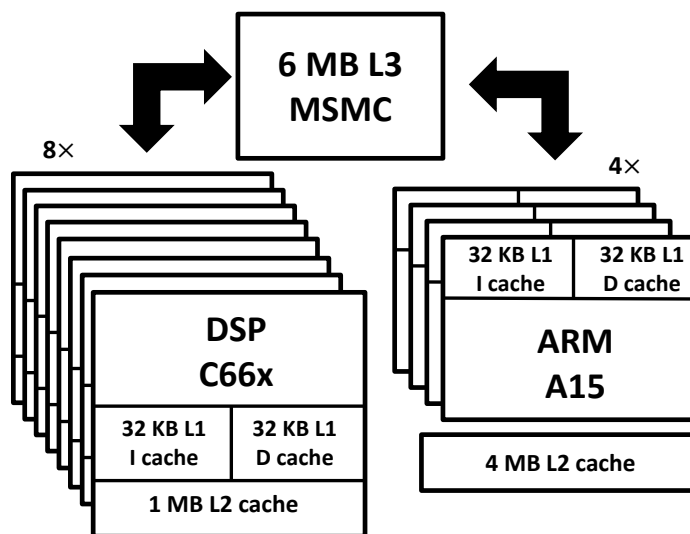 6 MB L3
MSMC
8×
4×
32 KB L1
I cache
32 KB L1
D cache
ARM
A15
4 MB L2 cache
DSP
C66x
32 KB L1
I cache
32 KB L1
D cache
1 MB L2 cache